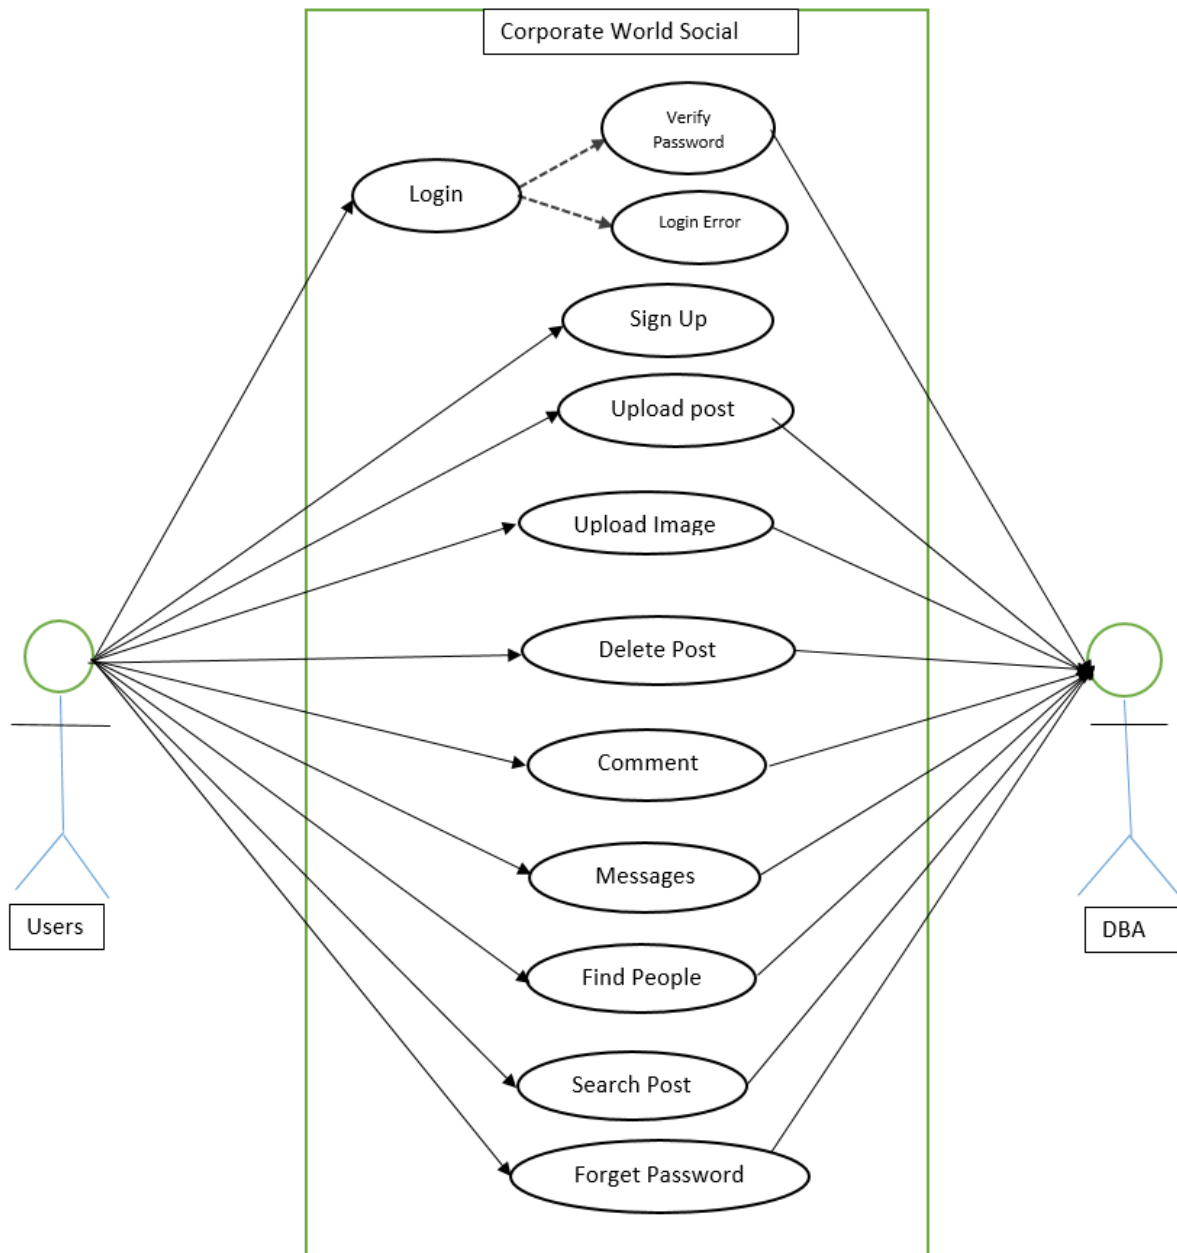 Corporate World Social
Verify
Password
Login
Login Error
Sign Up
Upload post
Upload Image
Delete Post
Comment
Messages
Users
DBA
Find People
Search Post
Forget Password